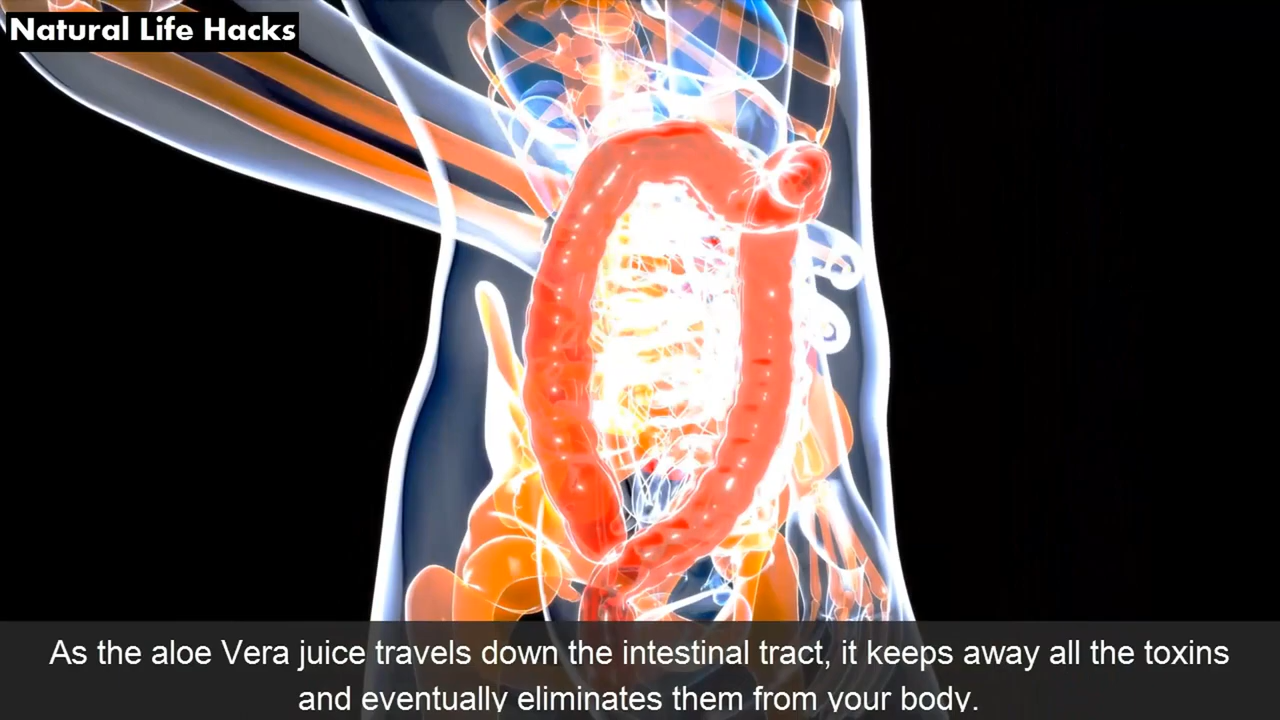 Natural Life Hacks
As the aloe Vera juice travels down the intestinal tract, it keeps away all the toxins
and eventually eliminates them from your body.